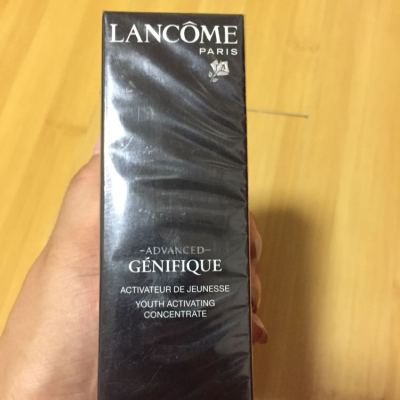 LANCÔME
PARIS
-ADVANCED-
GÉNIFIQUE
ACTIVATEUR DE JEUNESSE
YOUTH ACTIVATING
CONCENTRATE